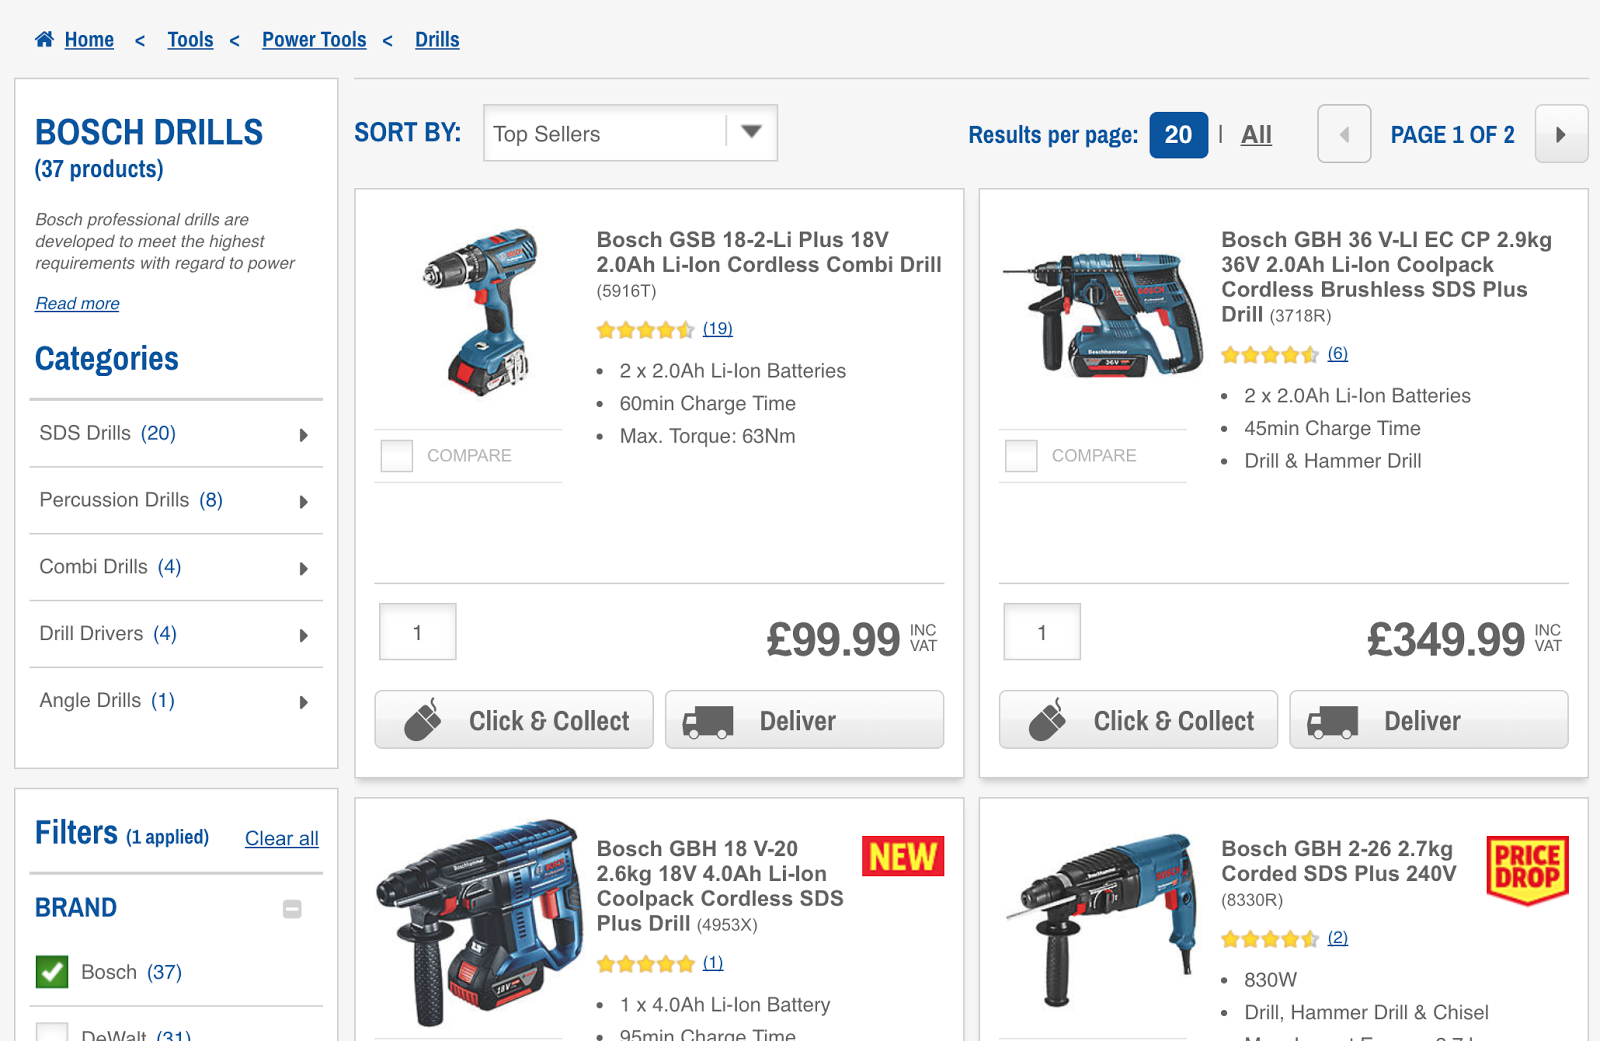 Home < Tools < Power Tools < Drills
BOSCH DRILLS
(37 products)
Bosch professional drills are
developed to meet the highest
requirements with regard to power
Read more
Categories
SDS Drills (20)
Percussion Drills (8)
Combi Drills (4)
Drill Drivers (4)
Angle Drills (1)
Filters (1 applied) Clear all
BRAND
Bosch (37)
DeWalt (31)
SORT BY: Top Sellers
Results per page: 20 | All
PAGE 1 OF 2
Bosch GSB 18-2-Li Plus 18V
2.0Ah Li-Ion Cordless Combi Drill
(5916T)
(19)
2 x 2.0Ah Li-Ion Batteries
60min Charge Time
Max. Torque: 63Nm
COMPARE
1
£99.99 INC VAT
Click & Collect
Deliver
Bosch GBH 36 V-LI EC CP 2.9kg
36V 2.0Ah Li-Ion Coolpack
Cordless Brushless SDS Plus
Drill (3718R)
(6)
2 x 2.0Ah Li-Ion Batteries
45min Charge Time
Drill & Hammer Drill
COMPARE
1
£349.99 INC VAT
Click & Collect
Deliver
Bosch GBH 18 V-20
2.6kg 18V 4.0Ah Li-Ion
Coolpack Cordless SDS
Plus Drill (4953X)
NEW
(1)
1 x 4.0Ah Li-Ion Battery
95min Charge Time
Bosch GBH 2-26 2.7kg
Corded SDS Plus 240V
(8330R)
PRICE
DROP
(2)
830W
Drill, Hammer Drill & Chisel